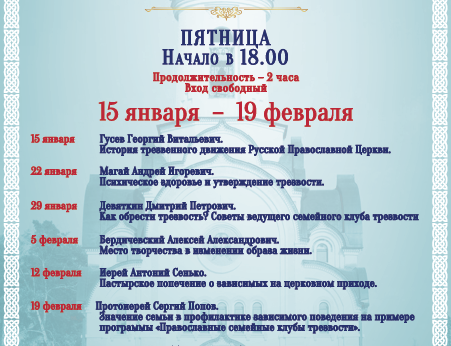 ПЯТНИЦА
Начало в 18.00
Продолжительность – 2 часа
Вход свободный
15 января – 19 февраля
15 января Гусев Георгий Витальевич.
История трезвенного движения Русской Православной Церкви.
22 января Магай Андрей Игоревич.
Психическое здоровье и утверждение трезвости.
29 января Девяткин Дмитрий Петрович.
Как обрести трезвость? Советы ведущего семейного клуба трезвости
5 февраля Бердичевский Алексей Александрович.
Место творчества в изменении образа жизни.
12 февраля Иерей Антоний Сенько.
Пастырское попечение о зависимых на церковном приходе.
19 февраля Протоиерей Сергий Попов.
Значение семьи в профилактике зависимого поведения на примере
программы «Православные семейные клубы трезвости».